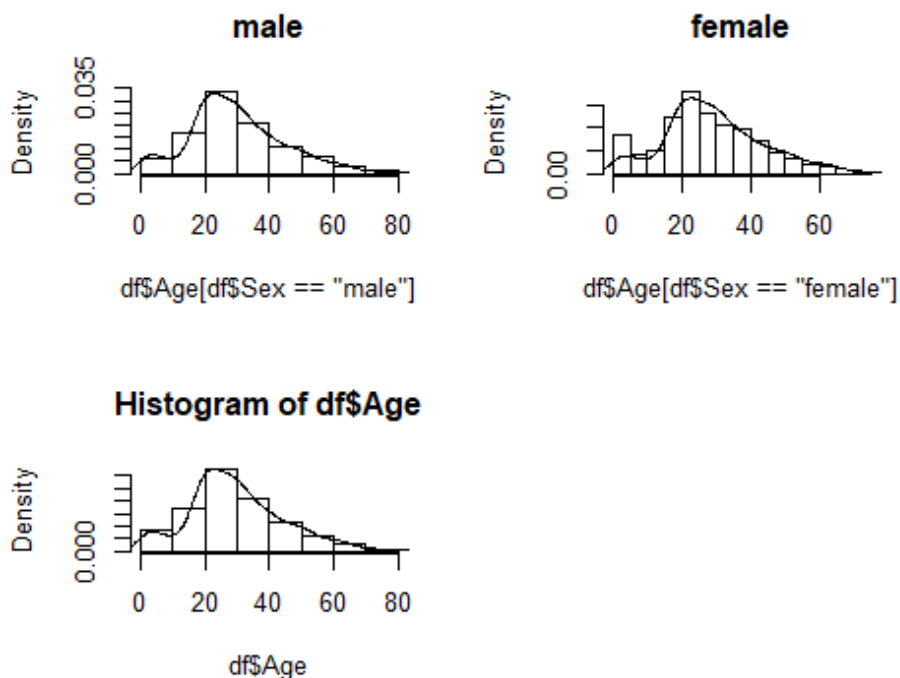 male
Density
0.000
0.035
0 20 40 60 80
df$Age[df$Sex == "male"]
female
Density
0.00
0 20 40 60
df$Age[df$Sex == "female"]
Histogram of df$Age
Density
0.000
0 20 40 60 80
df$Age